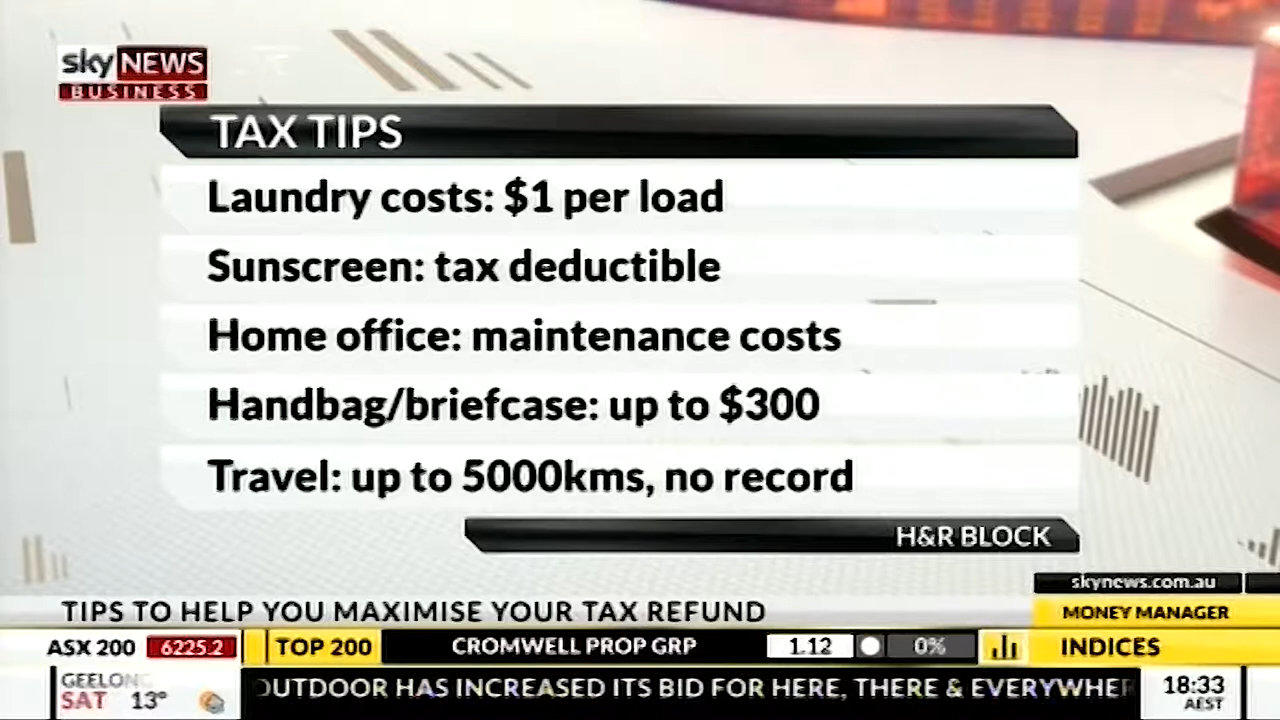 sky NEWS
BUSINESS
TAX TIPS
Laundry costs: $1 per load
Sunscreen: tax deductible
Home office: maintenance costs
Handbag/briefcase: up to $300
Travel: up to 5000kms, no record
H&R BLOCK
skynews.com.au
TIPS TO HELP YOU MAXIMISE YOUR TAX REFUND
MONEY MANAGER
ASX 200 6225.2 TOP 200 CROMWELL PROP GRP 1.12 0% INDICES
GEELONG
SAT 13°
OUTDOOR HAS INCREASED ITS BID FOR HERE, THERE & EVERYWHER
18:33
AEST